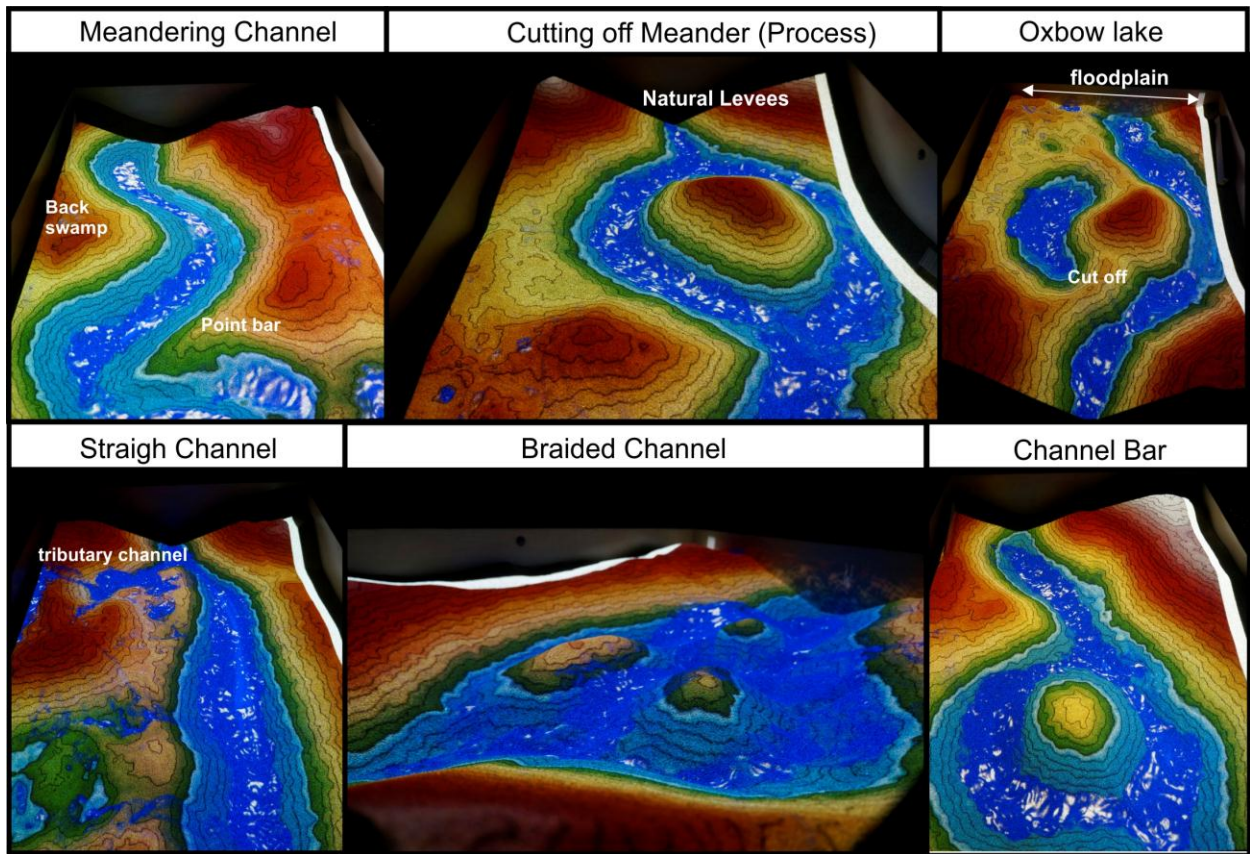 Meandering Channel
Cutting off Meander (Process)
Oxbow lake
Natural Levees
floodplain
Back
swamp
Cut off
Point bar
Straigh Channel
Braided Channel
Channel Bar
tributary channel